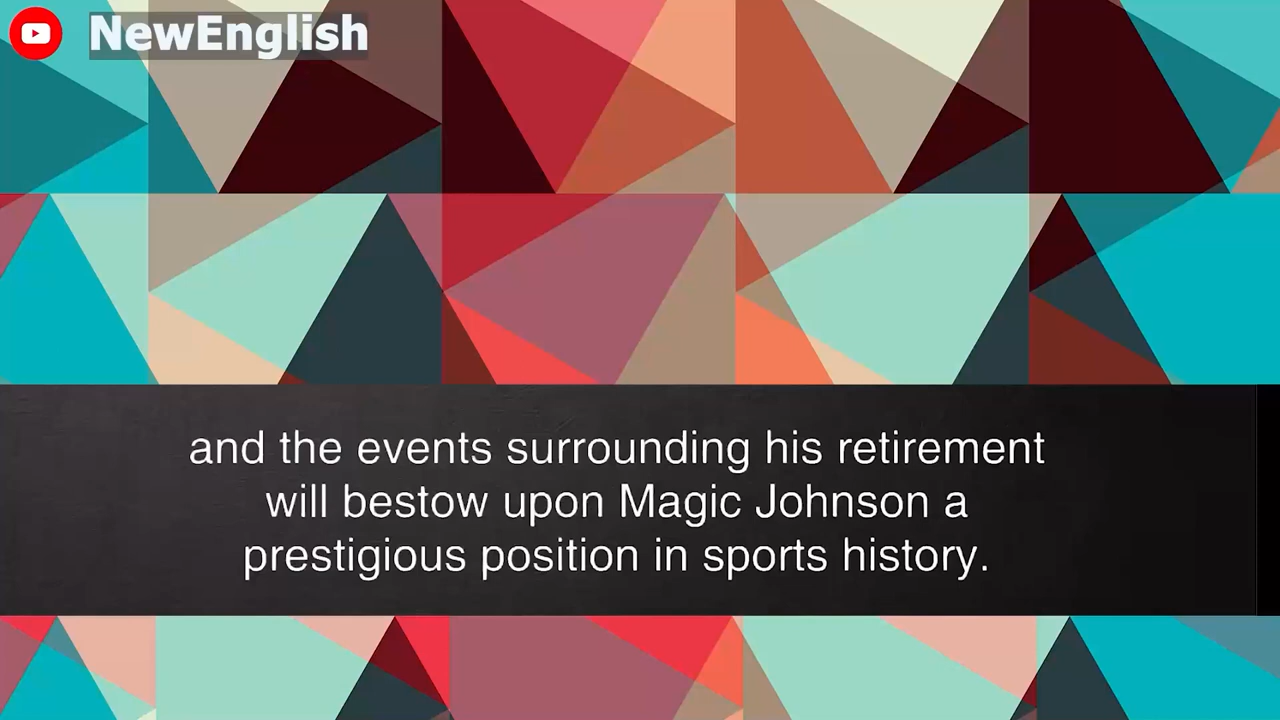 NewEnglish
and the events surrounding his retirement
will bestow upon Magic Johnson a
prestigious position in sports history.